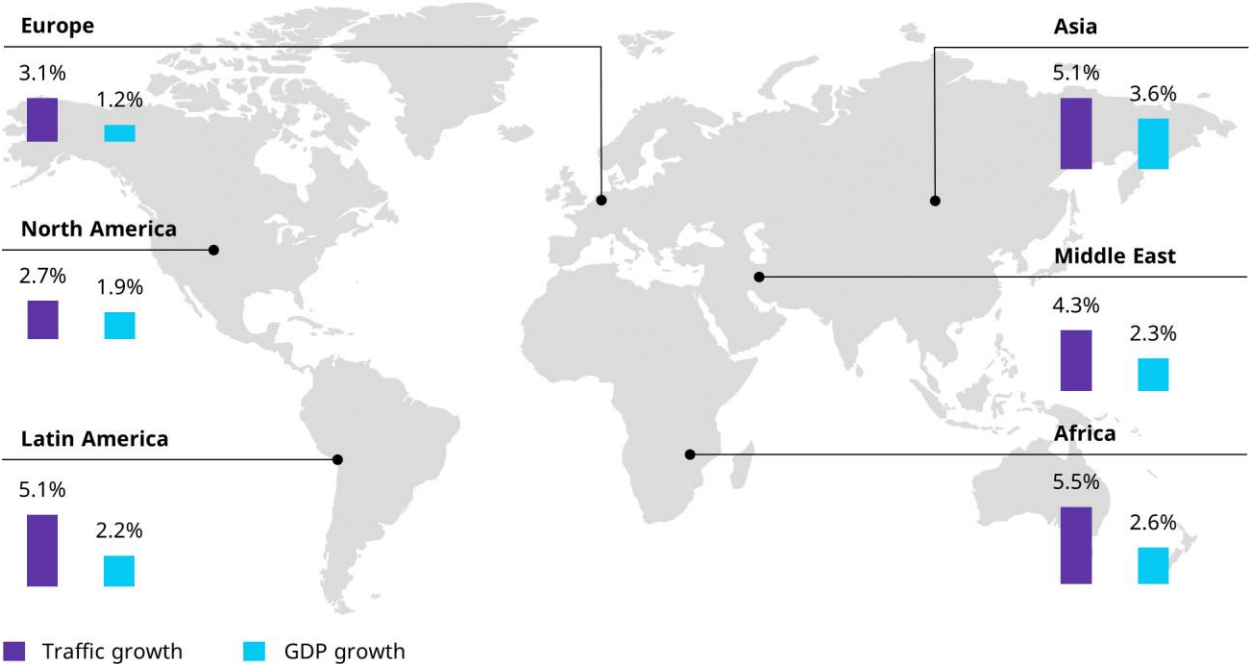 Europe
3.1%
1.2%
North America
2.7%
1.9%
Latin America
5.1%
2.2%
Asia
5.1%
3.6%
Middle East
4.3%
2.3%
Africa
5.5%
2.6%
Traffic growth
GDP growth